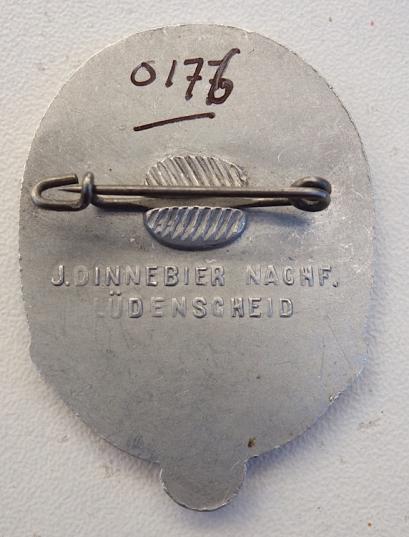 0176
J.DINNEBIER NACHF.
LÜDENSCHEID